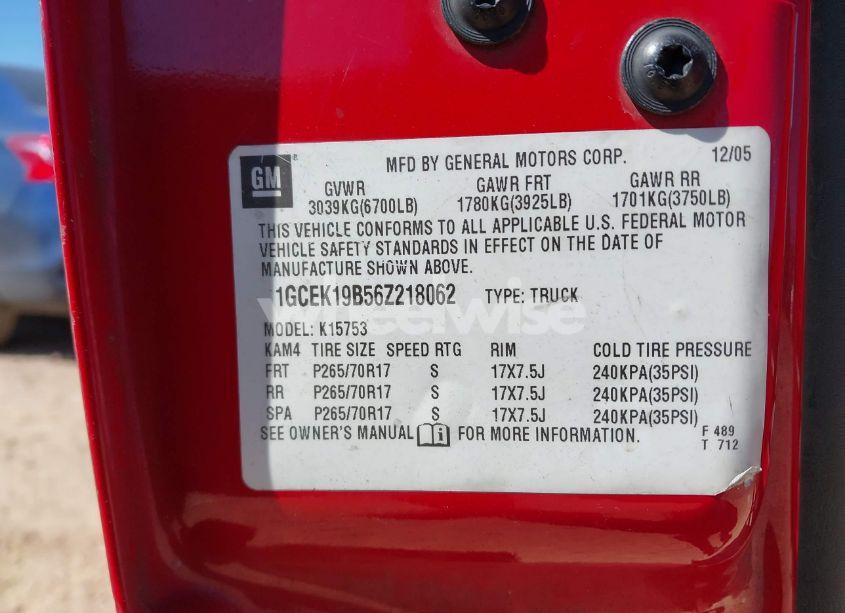 GM
MFD BY GENERAL MOTORS CORP. 12/05
GVWR GAWR FRT GAWR RR
3039KG(6700LB) 1780KG(3925LB) 1701KG(3750LB)
THIS VEHICLE CONFORMS TO ALL APPLICABLE U.S. FEDERAL MOTOR
VEHICLE SAFETY STANDARDS IN EFFECT ON THE DATE OF
MANUFACTURE SHOWN ABOVE.
1GCEK19B56Z218062 TYPE: TRUCK
wheelwise
MODEL: K15753
KAM4 TIRE SIZE SPEED RTG RIM COLD TIRE PRESSURE
FRT P265/70R17 S 17X7.5J 240KPA(35PSI)
RR P265/70R17 S 17X7.5J 240KPA(35PSI)
SPA P265/70R17 S 17X7.5J 240KPA(35PSI)
SEE OWNER'S MANUAL i FOR MORE INFORMATION.
F 489
T 712